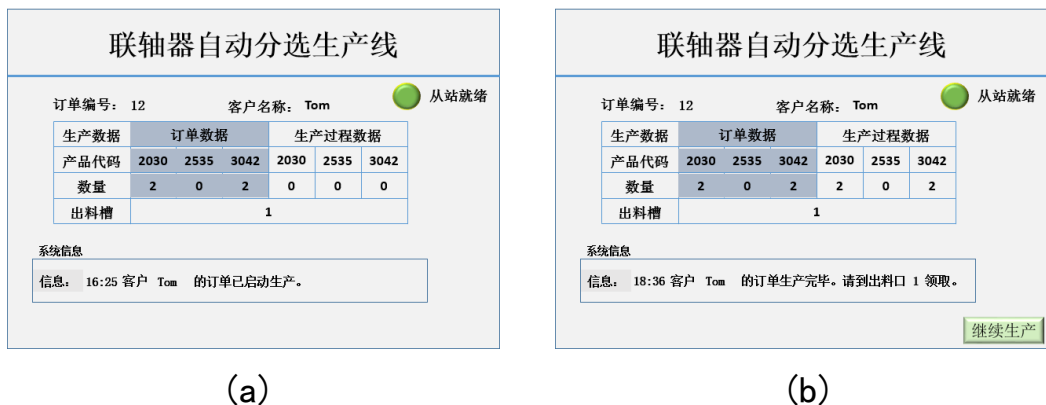 联轴器自动分选生产线
订单编号： 12 客户名称： Tom 从站就绪
生产数据 订单数据 生产过程数据
产品代码 2030 2535 3042 2030 2535 3042
数量 2 0 2 0 0 0
出料槽 1
系统信息
信息： 16:25 客户 Tom 的订单已启动生产。
(a)
联轴器自动分选生产线
订单编号： 12 客户名称： Tom 从站就绪
生产数据 订单数据 生产过程数据
产品代码 2030 2535 3042 2030 2535 3042
数量 2 0 2 2 0 2
出料槽 1
系统信息
信息： 18:36 客户 Tom 的订单生产完毕。请到出料口 1 领取。
继续生产
(b)